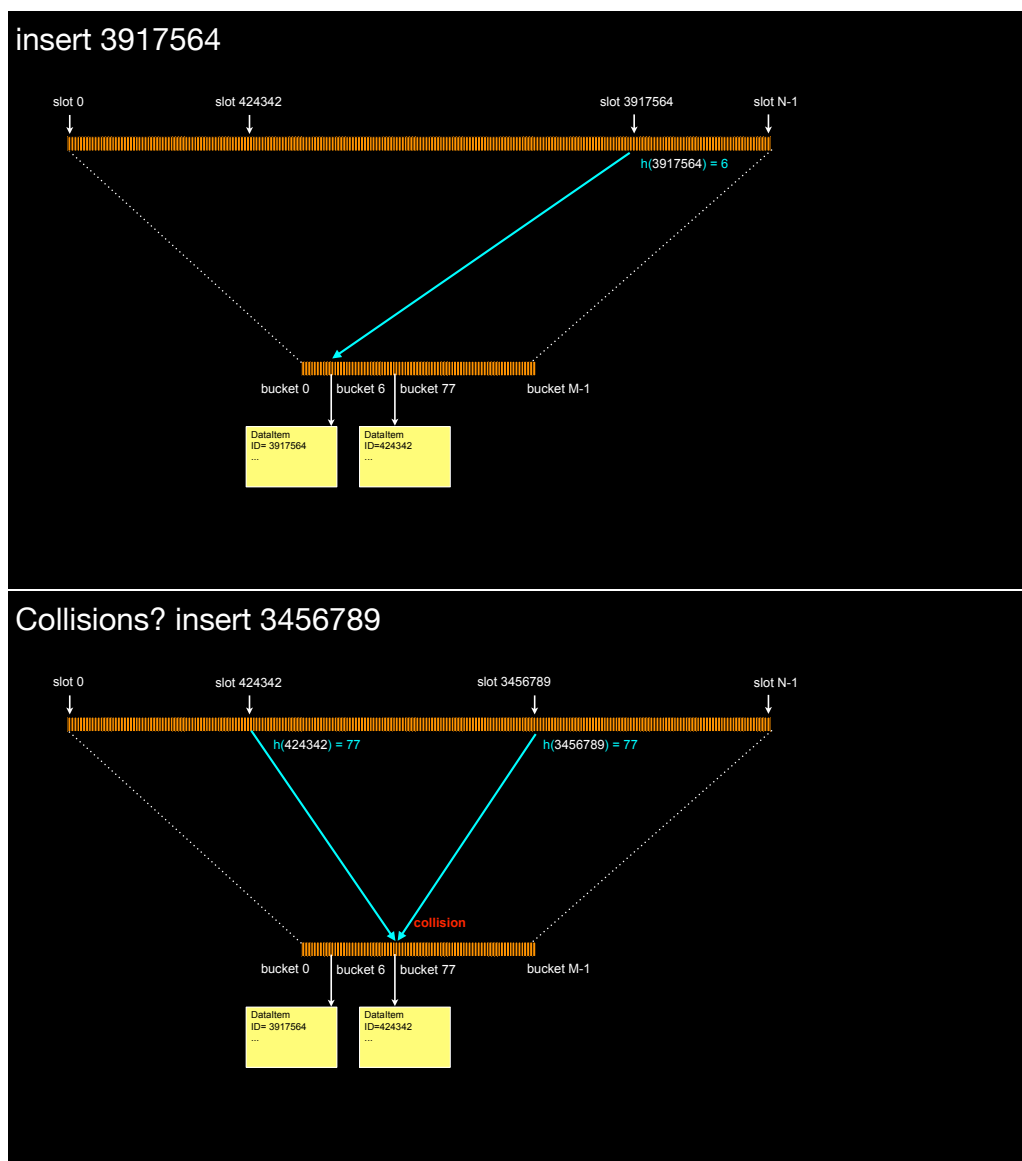 insert 3917564
slot 0 slot 424342 slot 3917564 slot N-1
h(3917564) = 6
bucket 0 bucket 6 bucket 77 bucket M-1
DataItem
ID= 3917564
...
DataItem
ID=424342
...
Collisions? insert 3456789
slot 0 slot 424342 slot 3456789 slot N-1
h(424342) = 77 h(3456789) = 77
collision
bucket 0 bucket 6 bucket 77 bucket M-1
DataItem
ID= 3917564
...
DataItem
ID=424342
...